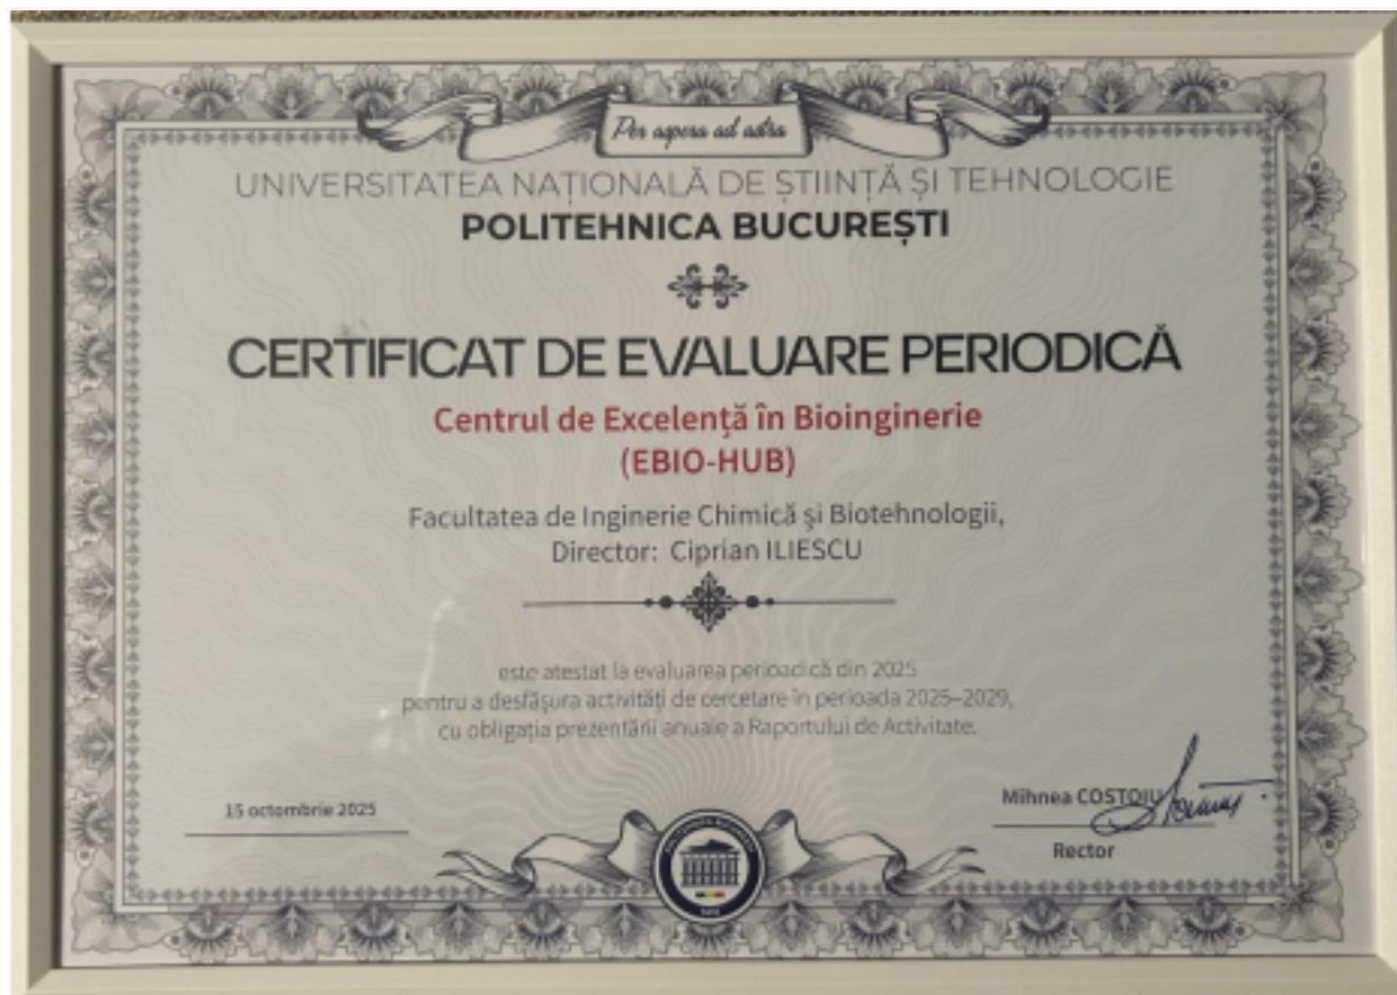 Per aspera ad astra
UNIVERSITATEA NAȚIONALĂ DE ȘTIINȚĂ ȘI TEHNOLOGIE
POLITEHNICA BUCUREȘTI
CERTIFICAT DE EVALUARE PERIODICĂ
Centrul de Excelență în Bioinginerie
(EBIO-HUB)
Facultatea de Inginerie Chimică și Biotehnologii,
Director: Ciprian ILIESCU
este atestat la evaluarea perioadică din 2025
pentru a desfășura activități de cercetare în perioada 2025–2029,
cu obligația prezentării anuale a Raportului de Activitate.
15 octombrie 2025
Mihnea COSTOIU
Rector
POLITEHNICA BUCUREȘTI